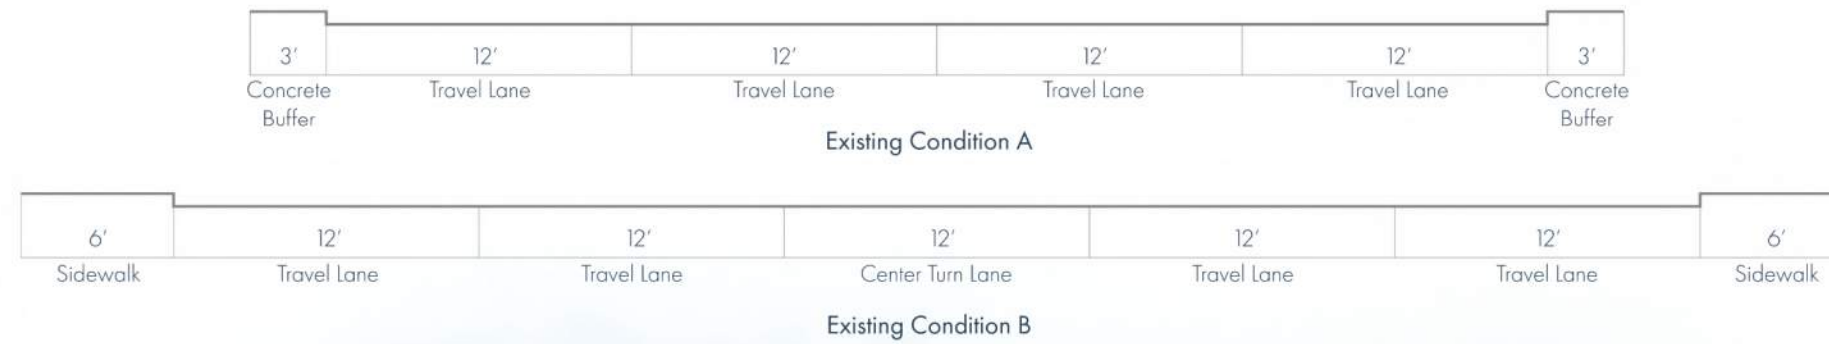 3' 12' 12' 12' 12' 3'
Concrete Travel Lane Travel Lane Travel Lane Travel Lane Concrete
Buffer Buffer
Existing Condition A
6' 12' 12' 12' 12' 12' 6'
Sidewalk Travel Lane Travel Lane Center Turn Lane Travel Lane Travel Lane Sidewalk
Existing Condition B